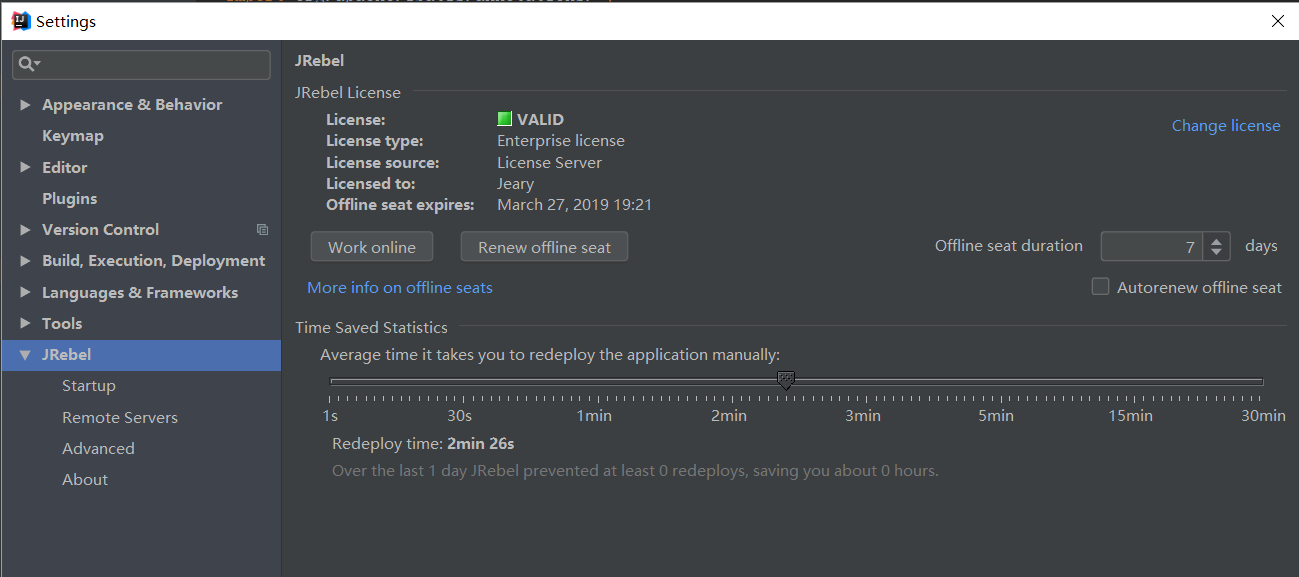 Settings
Appearance & Behavior
Keymap
Editor
Plugins
Version Control
Build, Execution, Deployment
Languages & Frameworks
Tools
JRebel
Startup
Remote Servers
Advanced
About
JRebel
JRebel License
License: VALID
Change license
License type: Enterprise license
License source: License Server
Licensed to: Jeary
Offline seat expires: March 27, 2019 19:21
Work online Renew offline seat Offline seat duration 7 days
More info on offline seats Autorenew offline seat
Time Saved Statistics
Average time it takes you to redeploy the application manually:
1s 30s 1min 2min 3min 5min 15min 30min
Redeploy time: 2min 26s
Over the last 1 day JRebel prevented at least 0 redeploys, saving you about 0 hours.